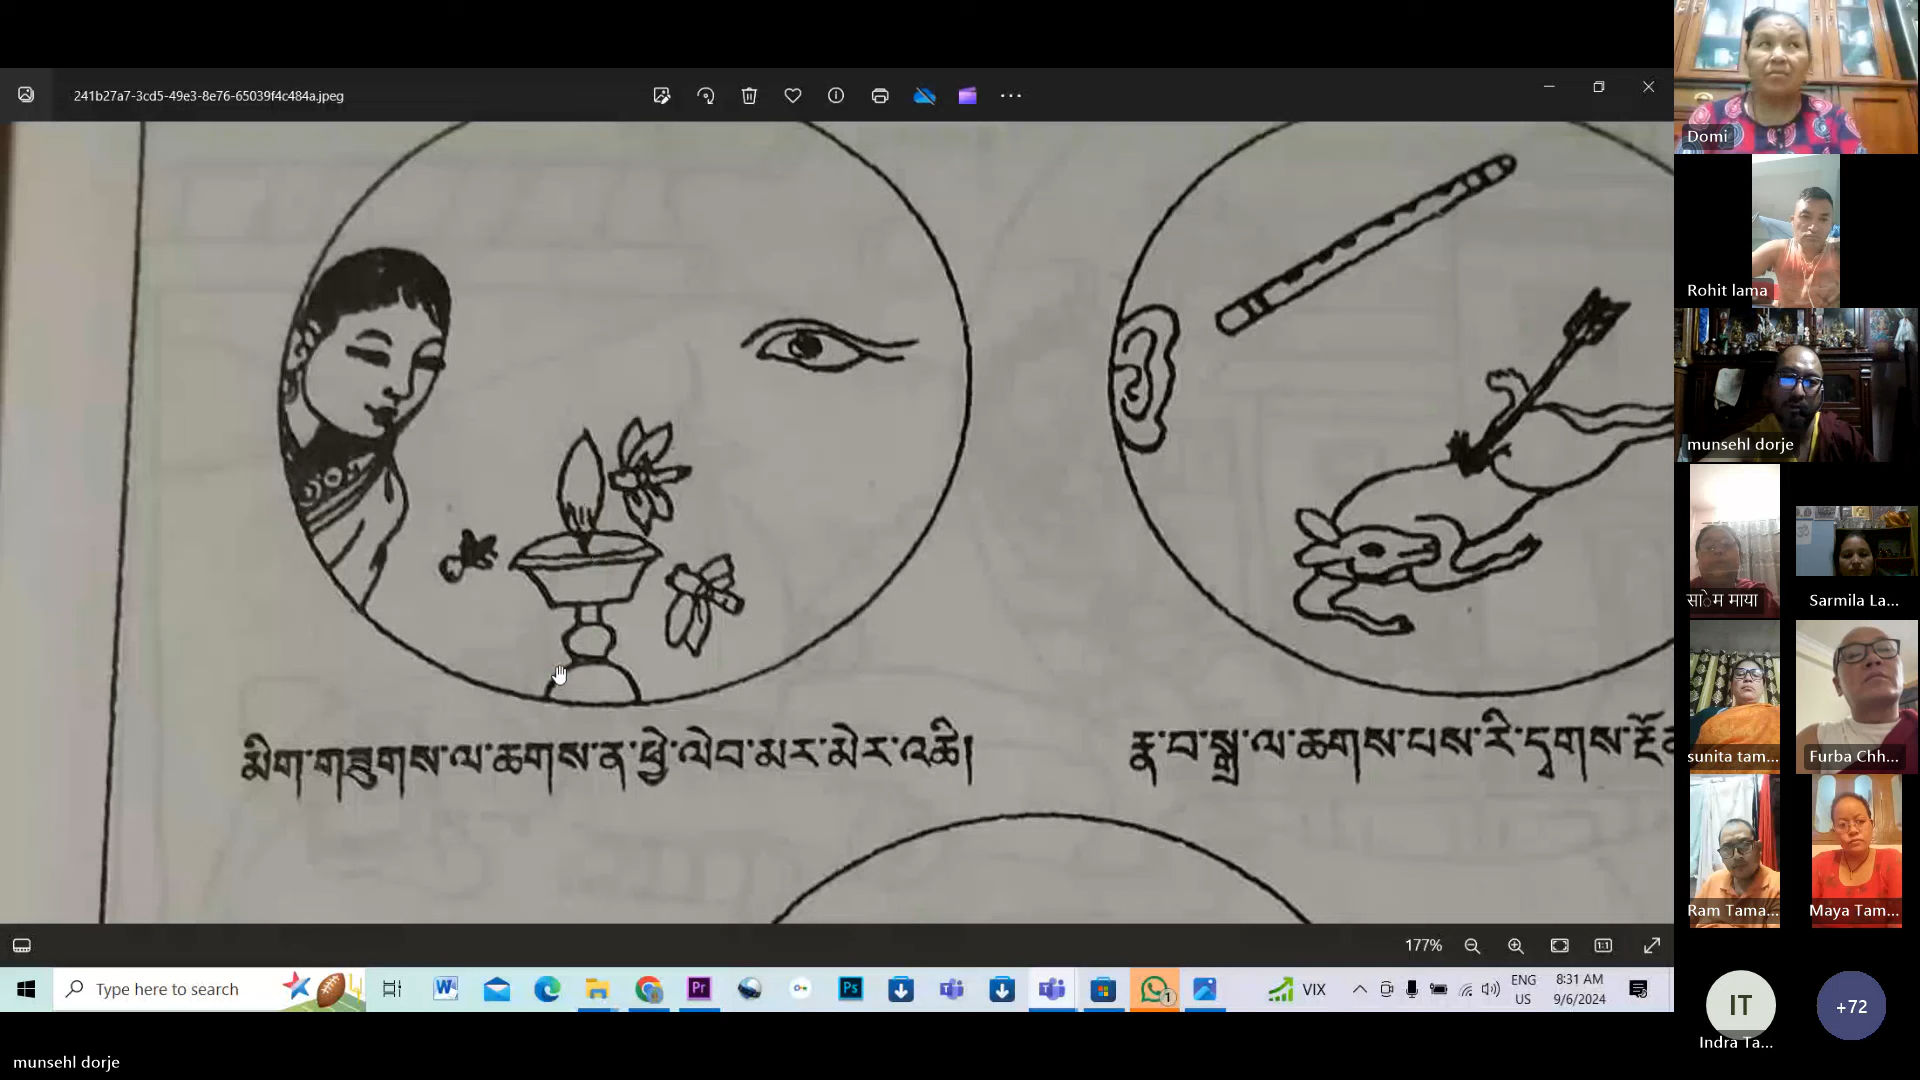 241b27a7-3cd5-49e3-8e76-65039f4c484a.jpeg
མིག་གཟུགས་ལ་ཆགས་ན་ཕྱེ་ལེབ་མར་མེར་འཆི།
རྣ་བ་སྒྲ་ལ་ཆགས་པས་རི་དྭགས་
177%
Type here to search
VIX
ENG
US
8:31 AM
9/6/2024
1
munsehl dorje
Domi
Rohit lama
munsehl dorje
साेम माया
Sarmila La...
sunita tam...
Furba Chh...
Ram Tama...
Maya Tam...
IT
Indra Ta...
+72